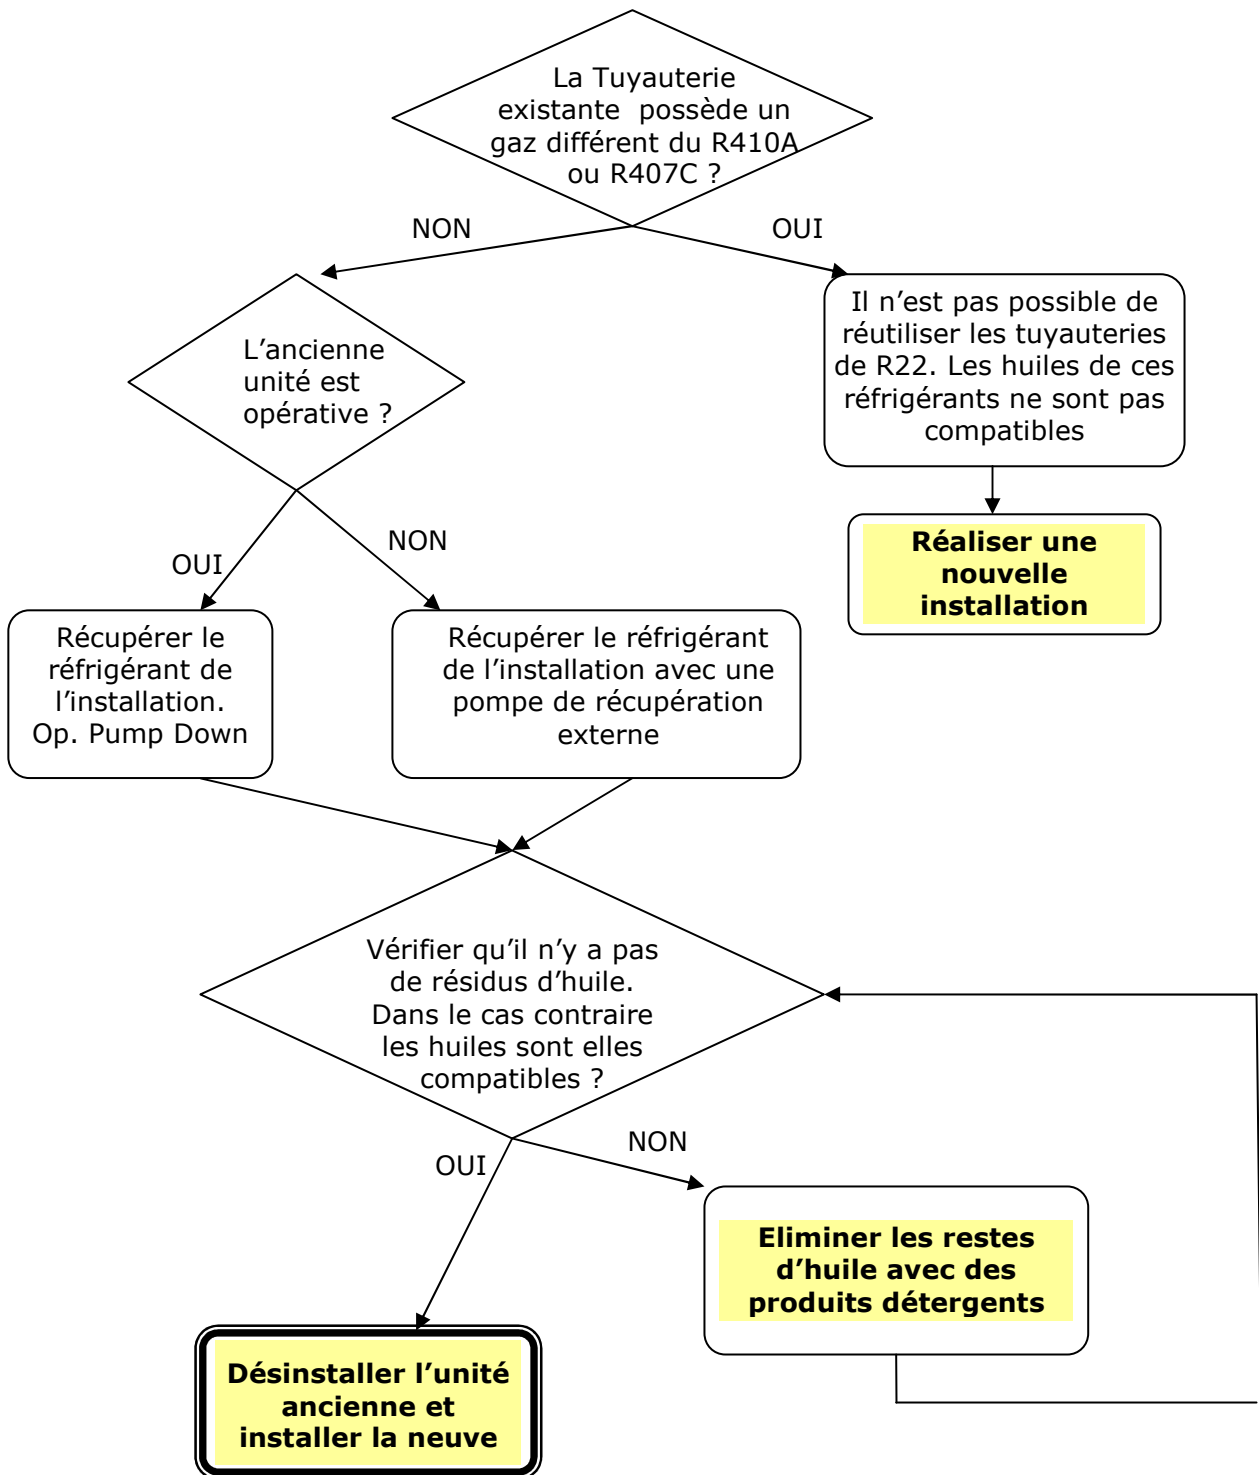 La Tuyauterie
existante possède un
gaz différent du R410A
ou R407C ?
NON
OUI
L’ancienne
unité est
opérative ?
Il n’est pas possible de
réutiliser les tuyauteries
de R22. Les huiles de ces
réfrigérants ne sont pas
compatibles
OUI
NON
Réaliser une
nouvelle
installation
Récupérer le
réfrigérant de
l’installation.
Op. Pump Down
Récupérer le réfrigérant
de l’installation avec une
pompe de récupération
externe
Vérifier qu’il n’y a pas
de résidus d’huile.
Dans le cas contraire
les huiles sont elles
compatibles ?
OUI
NON
Eliminer les restes
d’huile avec des
produits détergents
Désinstaller l’unité
ancienne et
installer la neuve